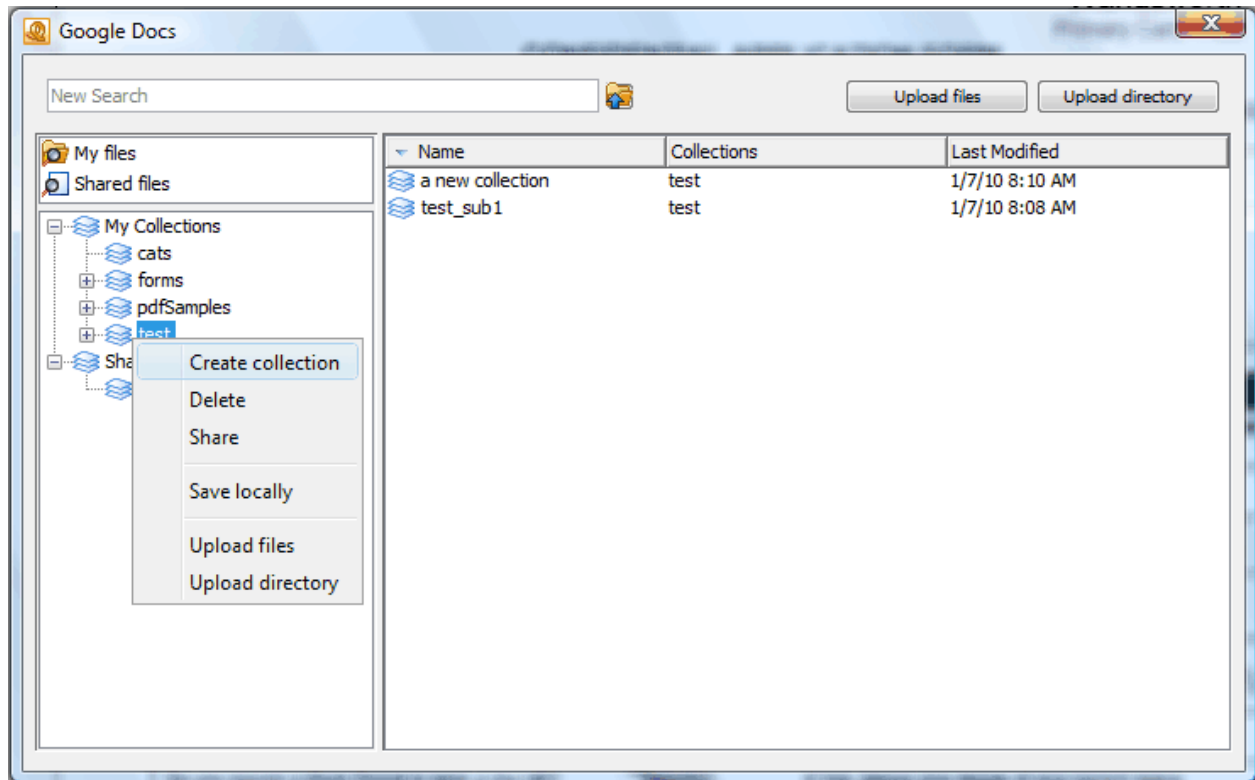 Google Docs
New Search
Upload files
Upload directory
My files
Shared files
Name Collections Last Modified
a new collection test 1/7/10 8:10 AM
test_sub1 test 1/7/10 8:08 AM
My Collections
cats
forms
pdfSamples
test
Sha
Create collection
Delete
Share
Save locally
Upload files
Upload directory